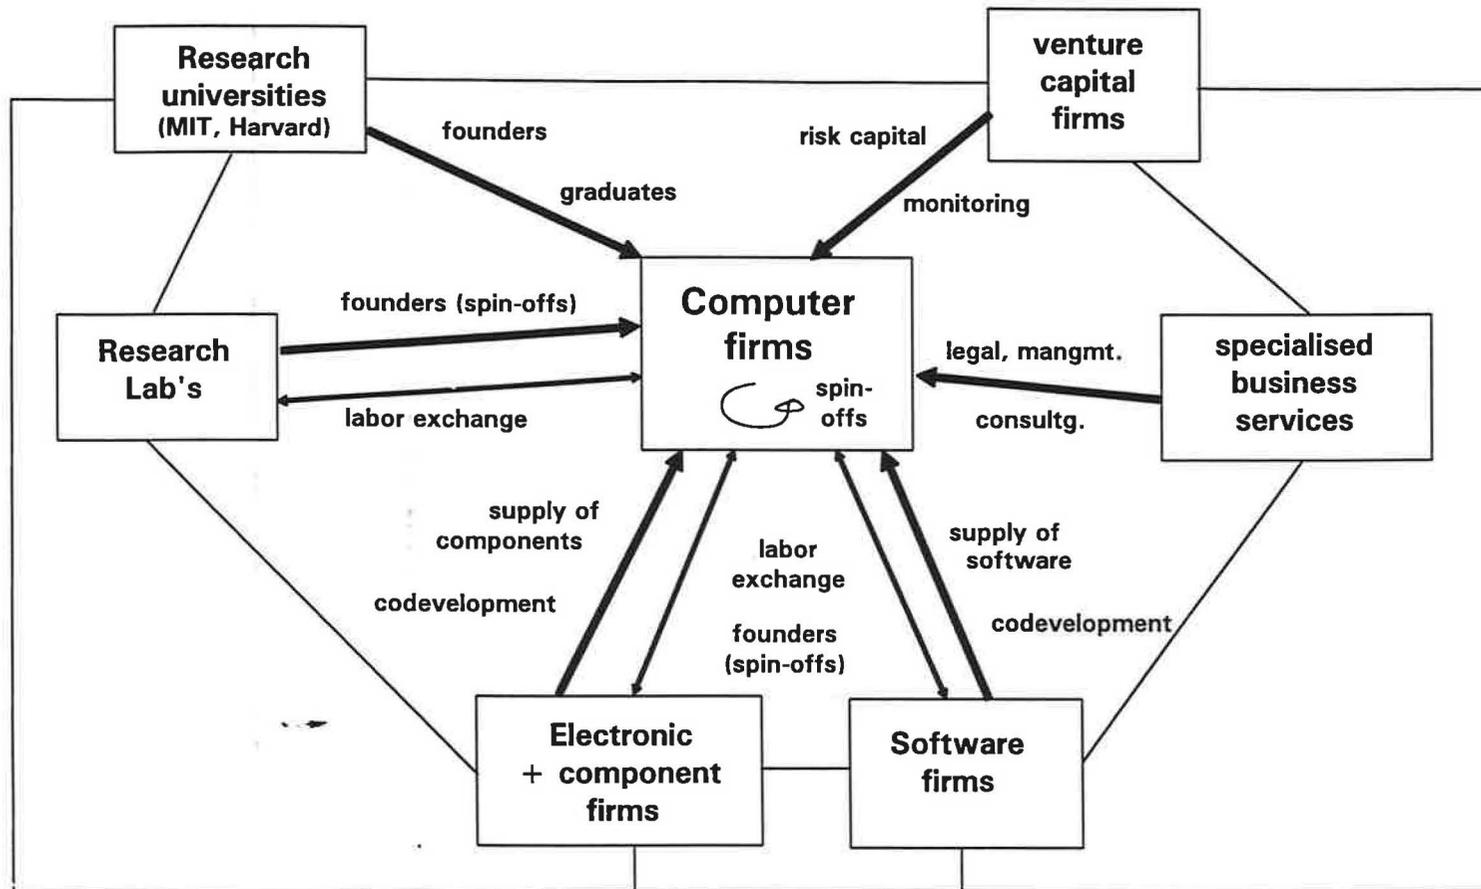 Research
universities
(MIT, Harvard)
venture
capital
firms
founders
graduates
risk capital
monitoring
founders (spin-offs)
Research
Lab's
labor exchange
Computer
firms
spin-
offs
legal, mangmt.
consultg.
specialised
business
services
supply of
components
codevelopment
labor
exchange
founders
(spin-offs)
supply of
software
codevelopment
Electronic
+ component
firms
Software
firms